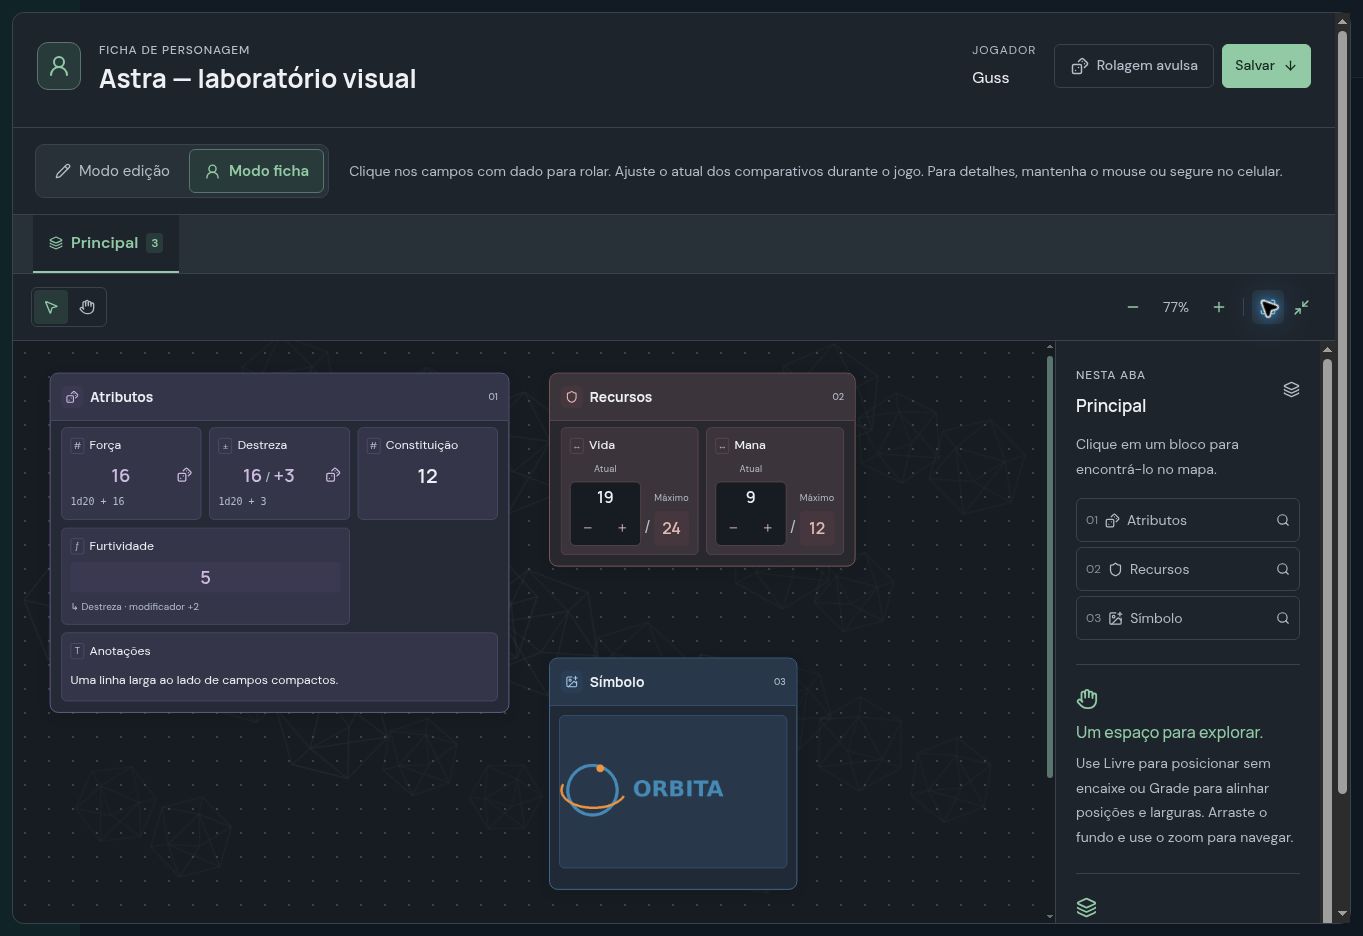 FICHA DE PERSONAGEM
Astra — laboratório visual
JOGADOR
Guss
Rolagem avulsa
Salvar
Modo edição
Modo ficha
Clique nos campos com dado para rolar. Ajuste o atual dos comparativos durante o jogo. Para detalhes, mantenha o mouse ou segure no celular.
Principal 3
77%
Atributos 01
# Força
16
1d20 + 16
± Destreza
16 / +3
1d20 + 3
# Constituição
12
ƒ Furtividade
5
↳ Destreza · modificador +2
T Anotações
Uma linha larga ao lado de campos compactos.
Recursos 02
Vida
Atual
19
− +
/
Máximo
24
Mana
Atual
9
− +
/
Máximo
12
Símbolo 03
ORBITA
NESTA ABA
Principal
Clique em um bloco para
encontrá-lo no mapa.
01 Atributos
02 Recursos
03 Símbolo
Um espaço para explorar.
Use Livre para posicionar sem
encaixe ou Grade para alinhar
posições e larguras. Arraste o
fundo e use o zoom para navegar.